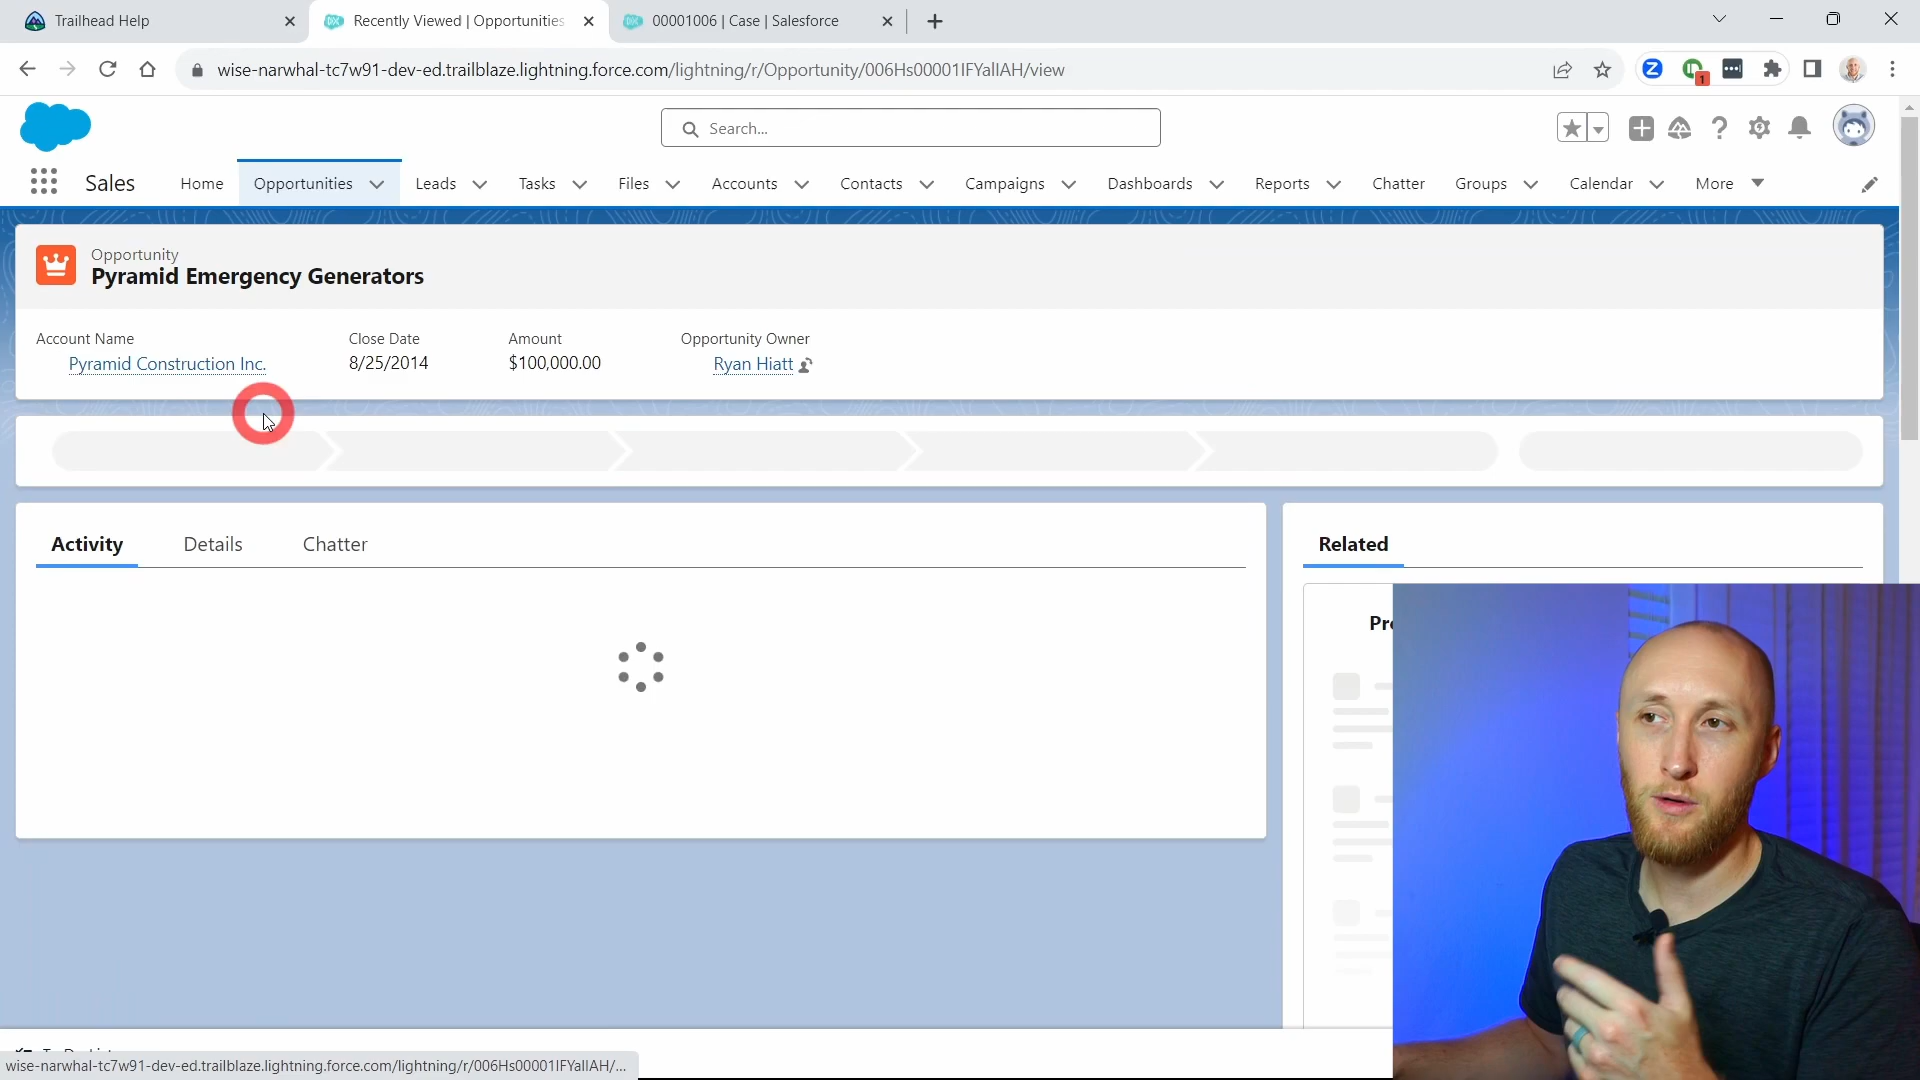 Trailhead Help
Recently Viewed | Opportunities
00001006 | Case | Salesforce
wise-narwhal-tc7w91-dev-ed.trailblaze.lightning.force.com/lightning/r/Opportunity/006Hs00001IFYalIAH/view
1
Search...
Sales
Home
Opportunities
Leads
Tasks
Files
Accounts
Contacts
Campaigns
Dashboards
Reports
Chatter
Groups
Calendar
More
Opportunity
Pyramid Emergency Generators
Account Name
Close Date
Amount
Opportunity Owner
Pyramid Construction Inc.
8/25/2014
$100,000.00
Ryan Hiatt
Activity
Details
Chatter
Related
wise-narwhal-tc7w91-dev-ed.trailblaze.lightning.force.com/lightning/r/006Hs00001IFYalIAH/...